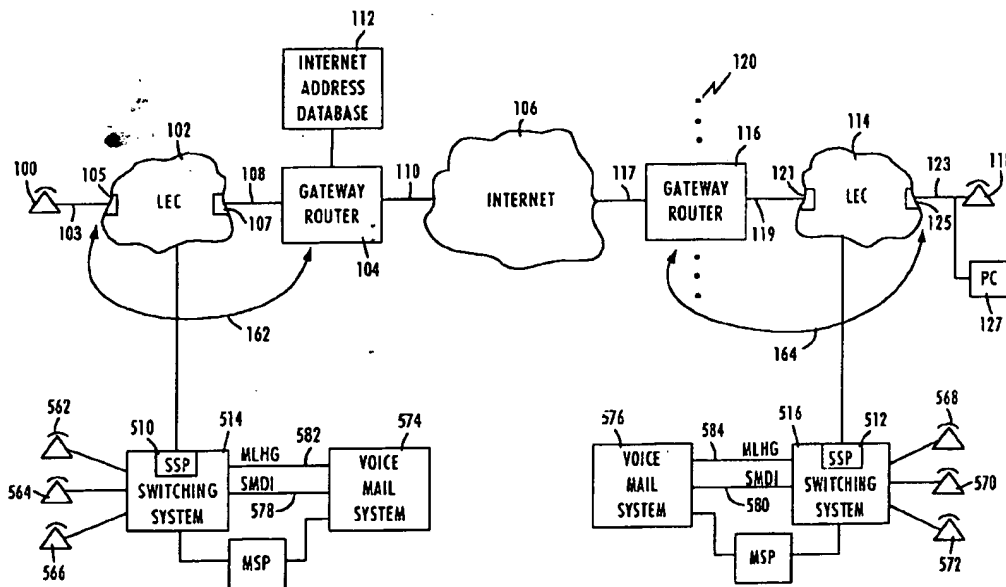 112
INTERNET
ADDRESS
DATABASE
120
100
105
102
108
106
116
114
123
118
LEC
GATEWAY
ROUTER
110
INTERNET
117
GATEWAY
ROUTER
121
LEC
103
107
104
119
125
PC
127
162
164
562
510
514
582
574
576
584
516
512
568
SSP
MLHG
VOICE
MAIL
SYSTEM
VOICE
MAIL
SYSTEM
MLHG
SSP
564
SWITCHING
SYSTEM
SMDI
578
SMDI
580
SWITCHING
SYSTEM
570
566
MSP
MSP
572